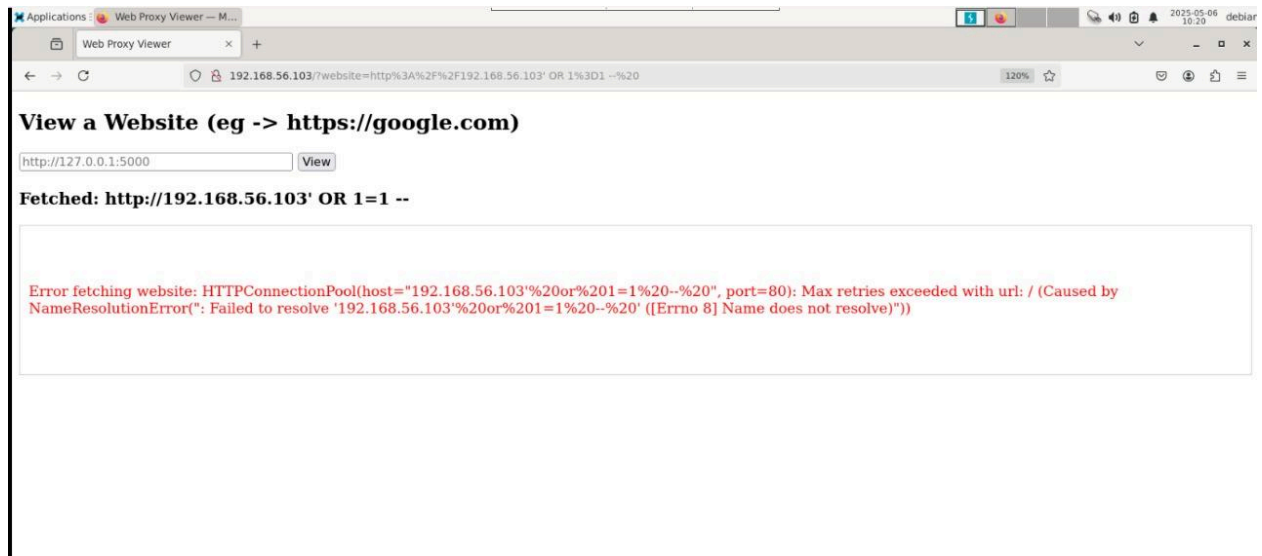 Applications : Web Proxy Viewer — M... 2025-05-06 10:20 debian
Web Proxy Viewer × +
192.168.56.103/?website=http%3A%2F%2F192.168.56.103' OR 1%3D1 --%20 120%
View a Website (eg -> https://google.com)
http://127.0.0.1:5000 View
Fetched: http://192.168.56.103' OR 1=1 --
Error fetching website: HTTPConnectionPool(host="192.168.56.103'%20or%201=1%20--%20", port=80): Max retries exceeded with url: / (Caused by
NameResolutionError(": Failed to resolve '192.168.56.103'%20or%201=1%20--%20' ([Errno 8] Name does not resolve)"))